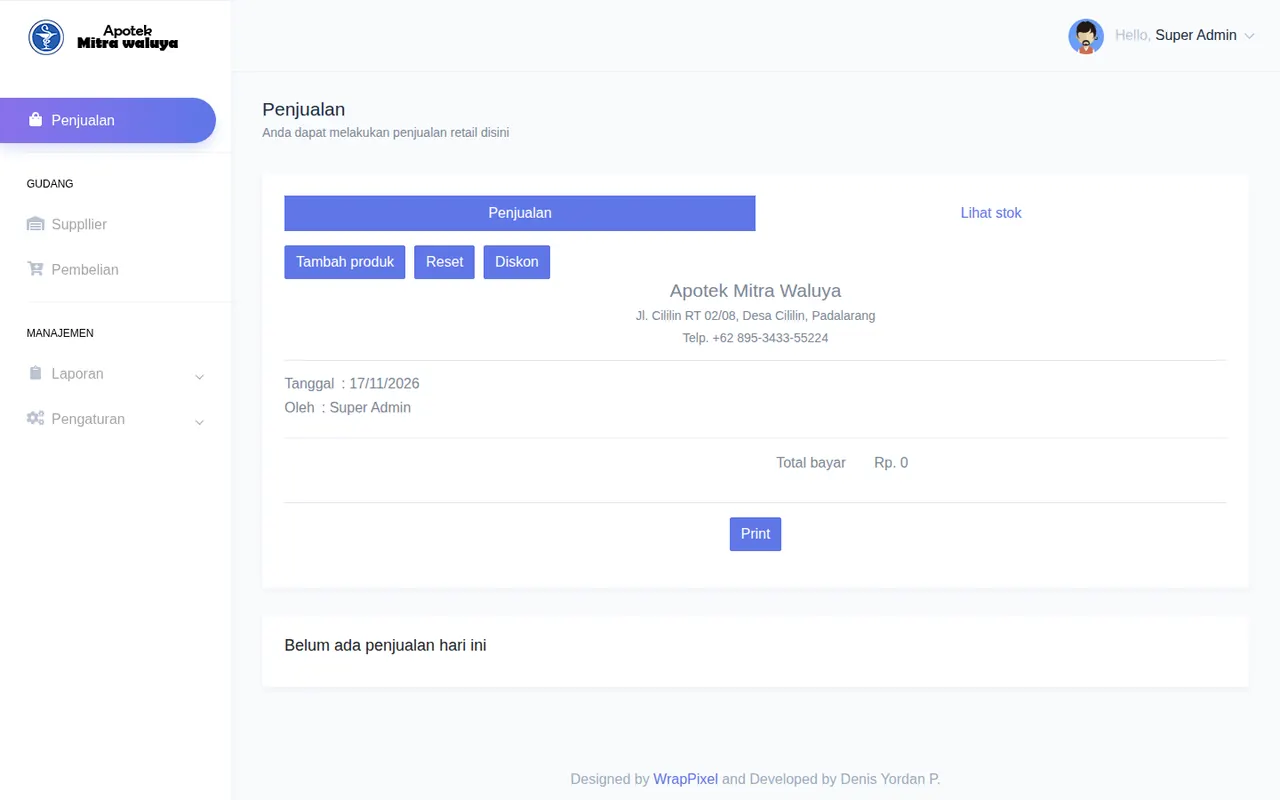 Apotek
Mitra waluya
Hello, Super Admin
Penjualan
GUDANG
Suppllier
Pembelian
MANAJEMEN
Laporan
Pengaturan
Penjualan
Anda dapat melakukan penjualan retail disini
Penjualan
Lihat stok
Tambah produk
Reset
Diskon
Apotek Mitra Waluya
Jl. Cililin RT 02/08, Desa Cililin, Padalarang
Telp. +62 895-3433-55224
Tanggal : 17/11/2026
Oleh : Super Admin
Total bayar Rp. 0
Print
Belum ada penjualan hari ini
Designed by WrapPixel and Developed by Denis Yordan P.